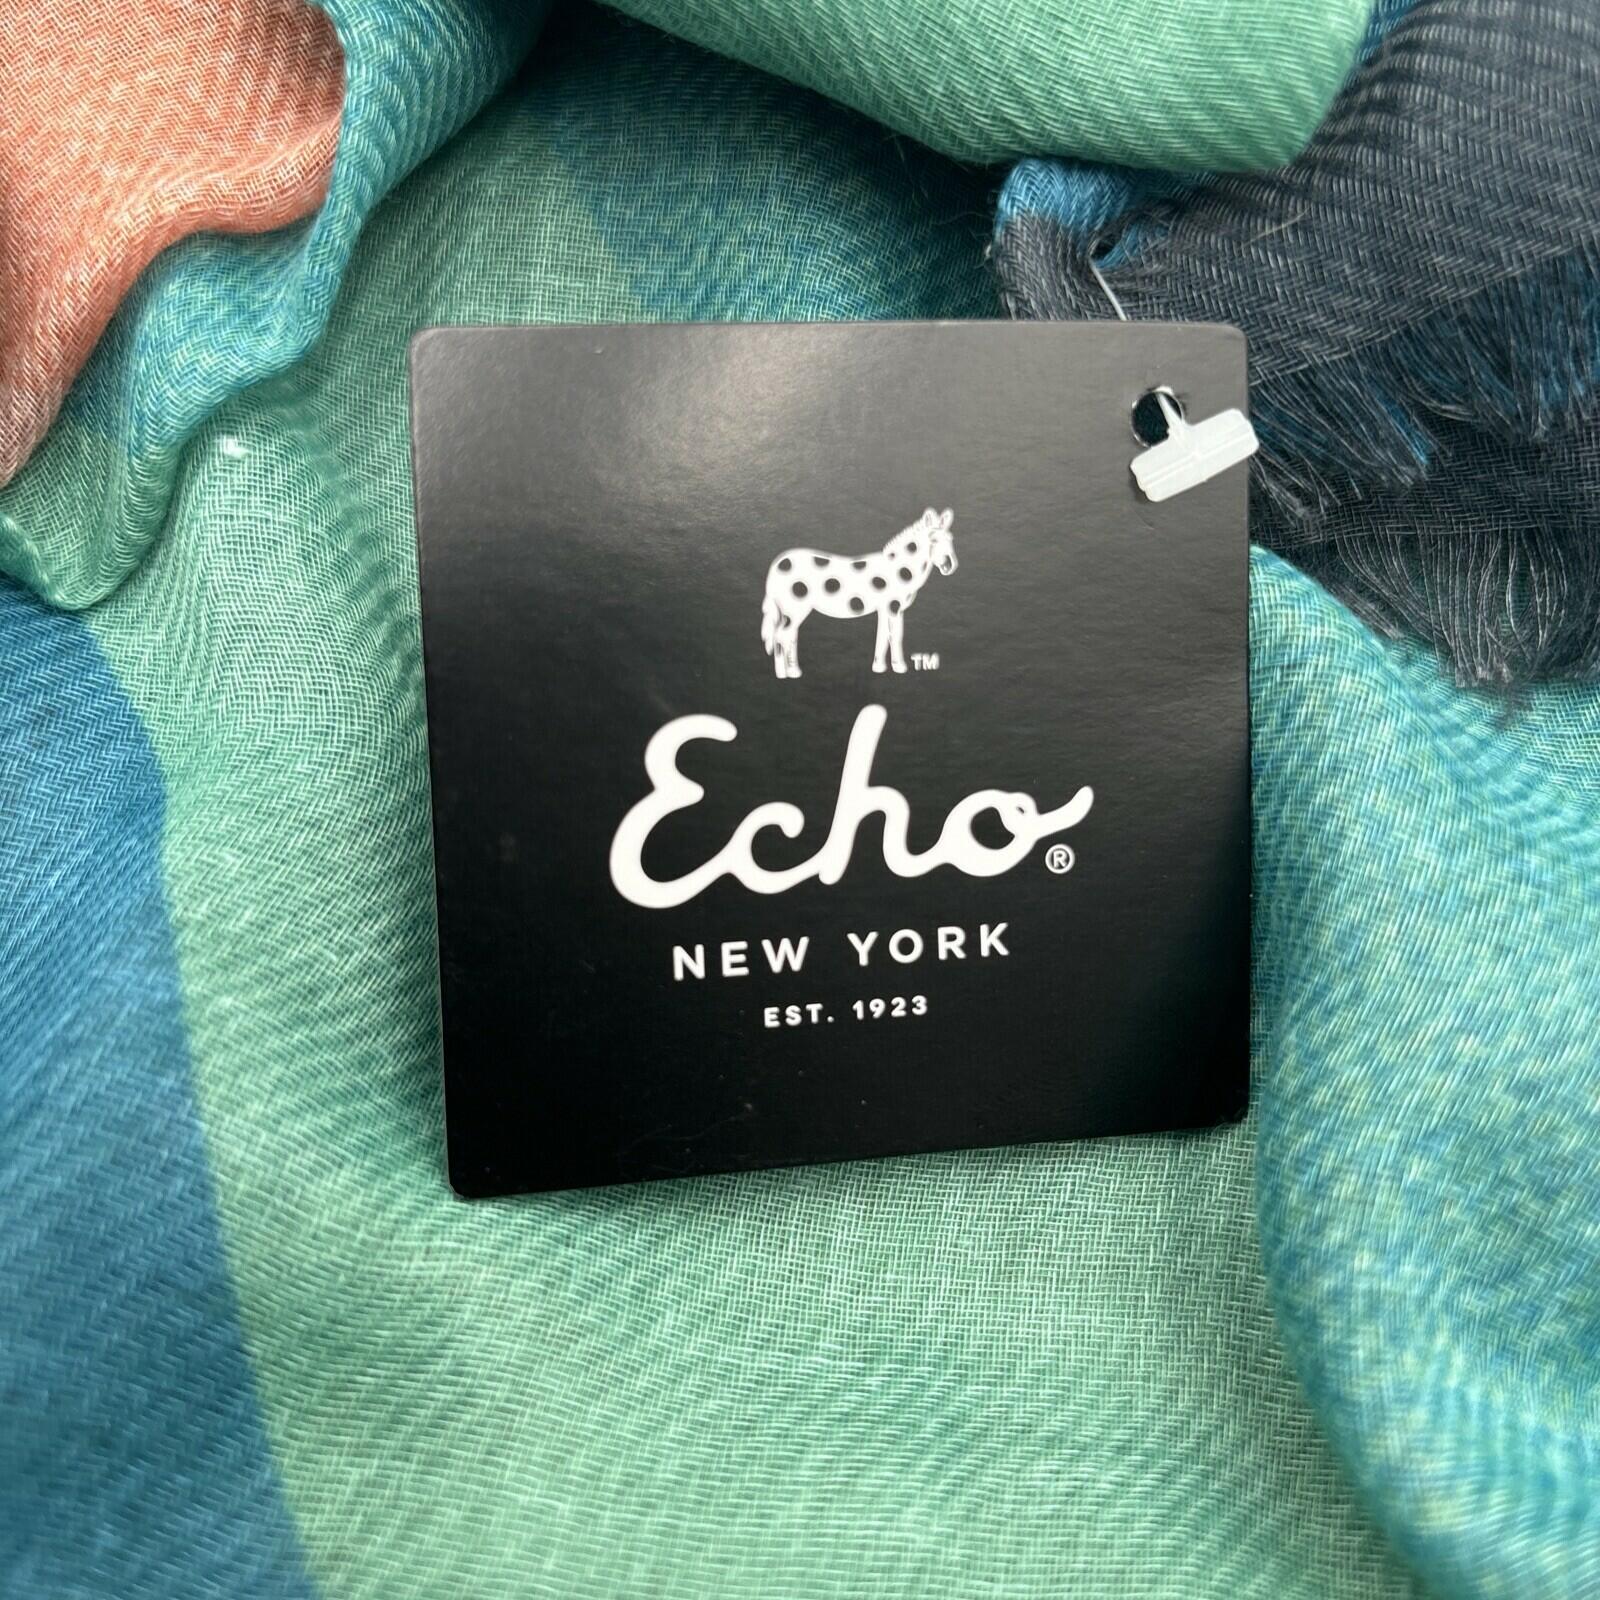 TM
Echo®
NEW YORK
EST. 1923